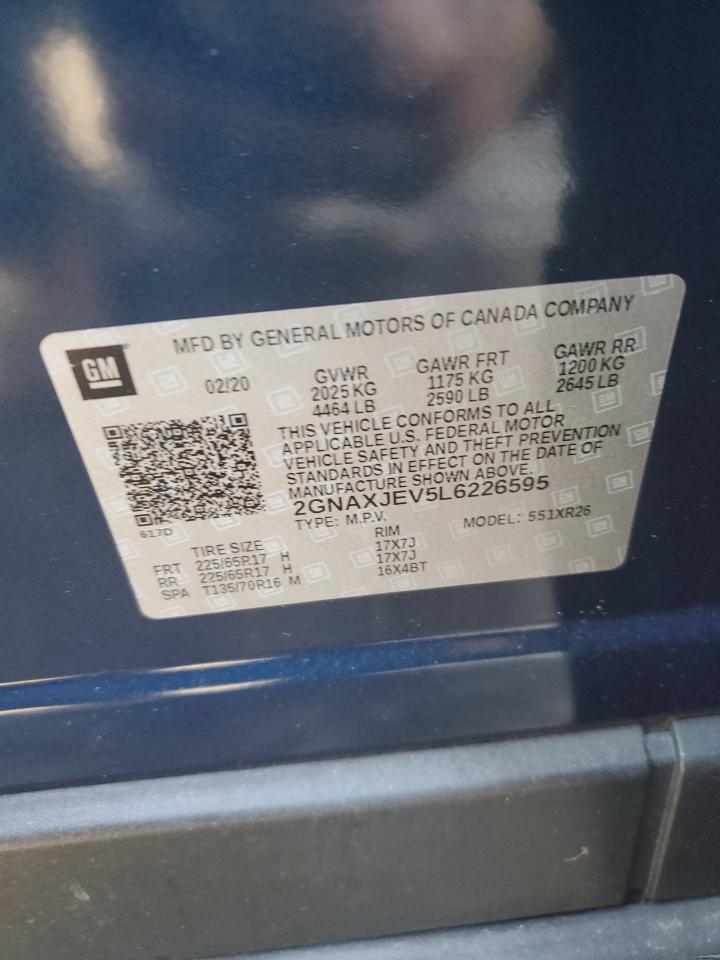 GM
MFD BY GENERAL MOTORS OF CANADA COMPANY
02/20
GVWR
2025 KG
4464 LB
GAWR FRT
1175 KG
2590 LB
GAWR RR
1200 KG
2645 LB
THIS VEHICLE CONFORMS TO ALL
APPLICABLE U.S. FEDERAL MOTOR
VEHICLE SAFETY AND THEFT PREVENTION
STANDARDS IN EFFECT ON THE DATE OF
MANUFACTURE SHOWN ABOVE.
2GNAXJEV5L6226595
TYPE: M.P.V. MODEL: 551XR26
617D
TIRE SIZE RIM
FRT 225/65R17 H 17X7J
RR 225/65R17 H 17X7J
SPA T135/70R16 M 16X4BT